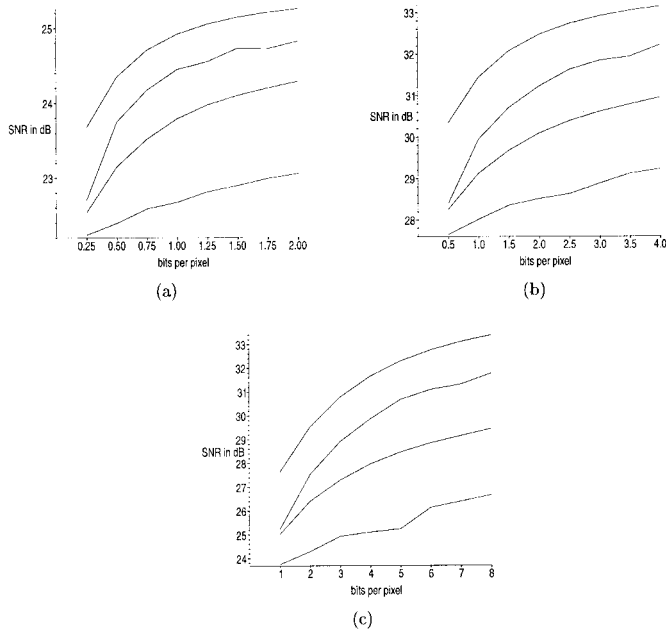 25
24
SNR in dB
23
0.25 0.50 0.75 1.00 1.25 1.50 1.75 2.00
bits per pixel
(a)
33
32
31
30
SNR in dB
29
28
0.5 1.0 1.5 2.0 2.5 3.0 3.5 4.0
bits per pixel
(b)
33
32
31
30
29
SNR in dB
28
27
26
25
24
1 2 3 4 5 6 7 8
bits per pixel
(c)